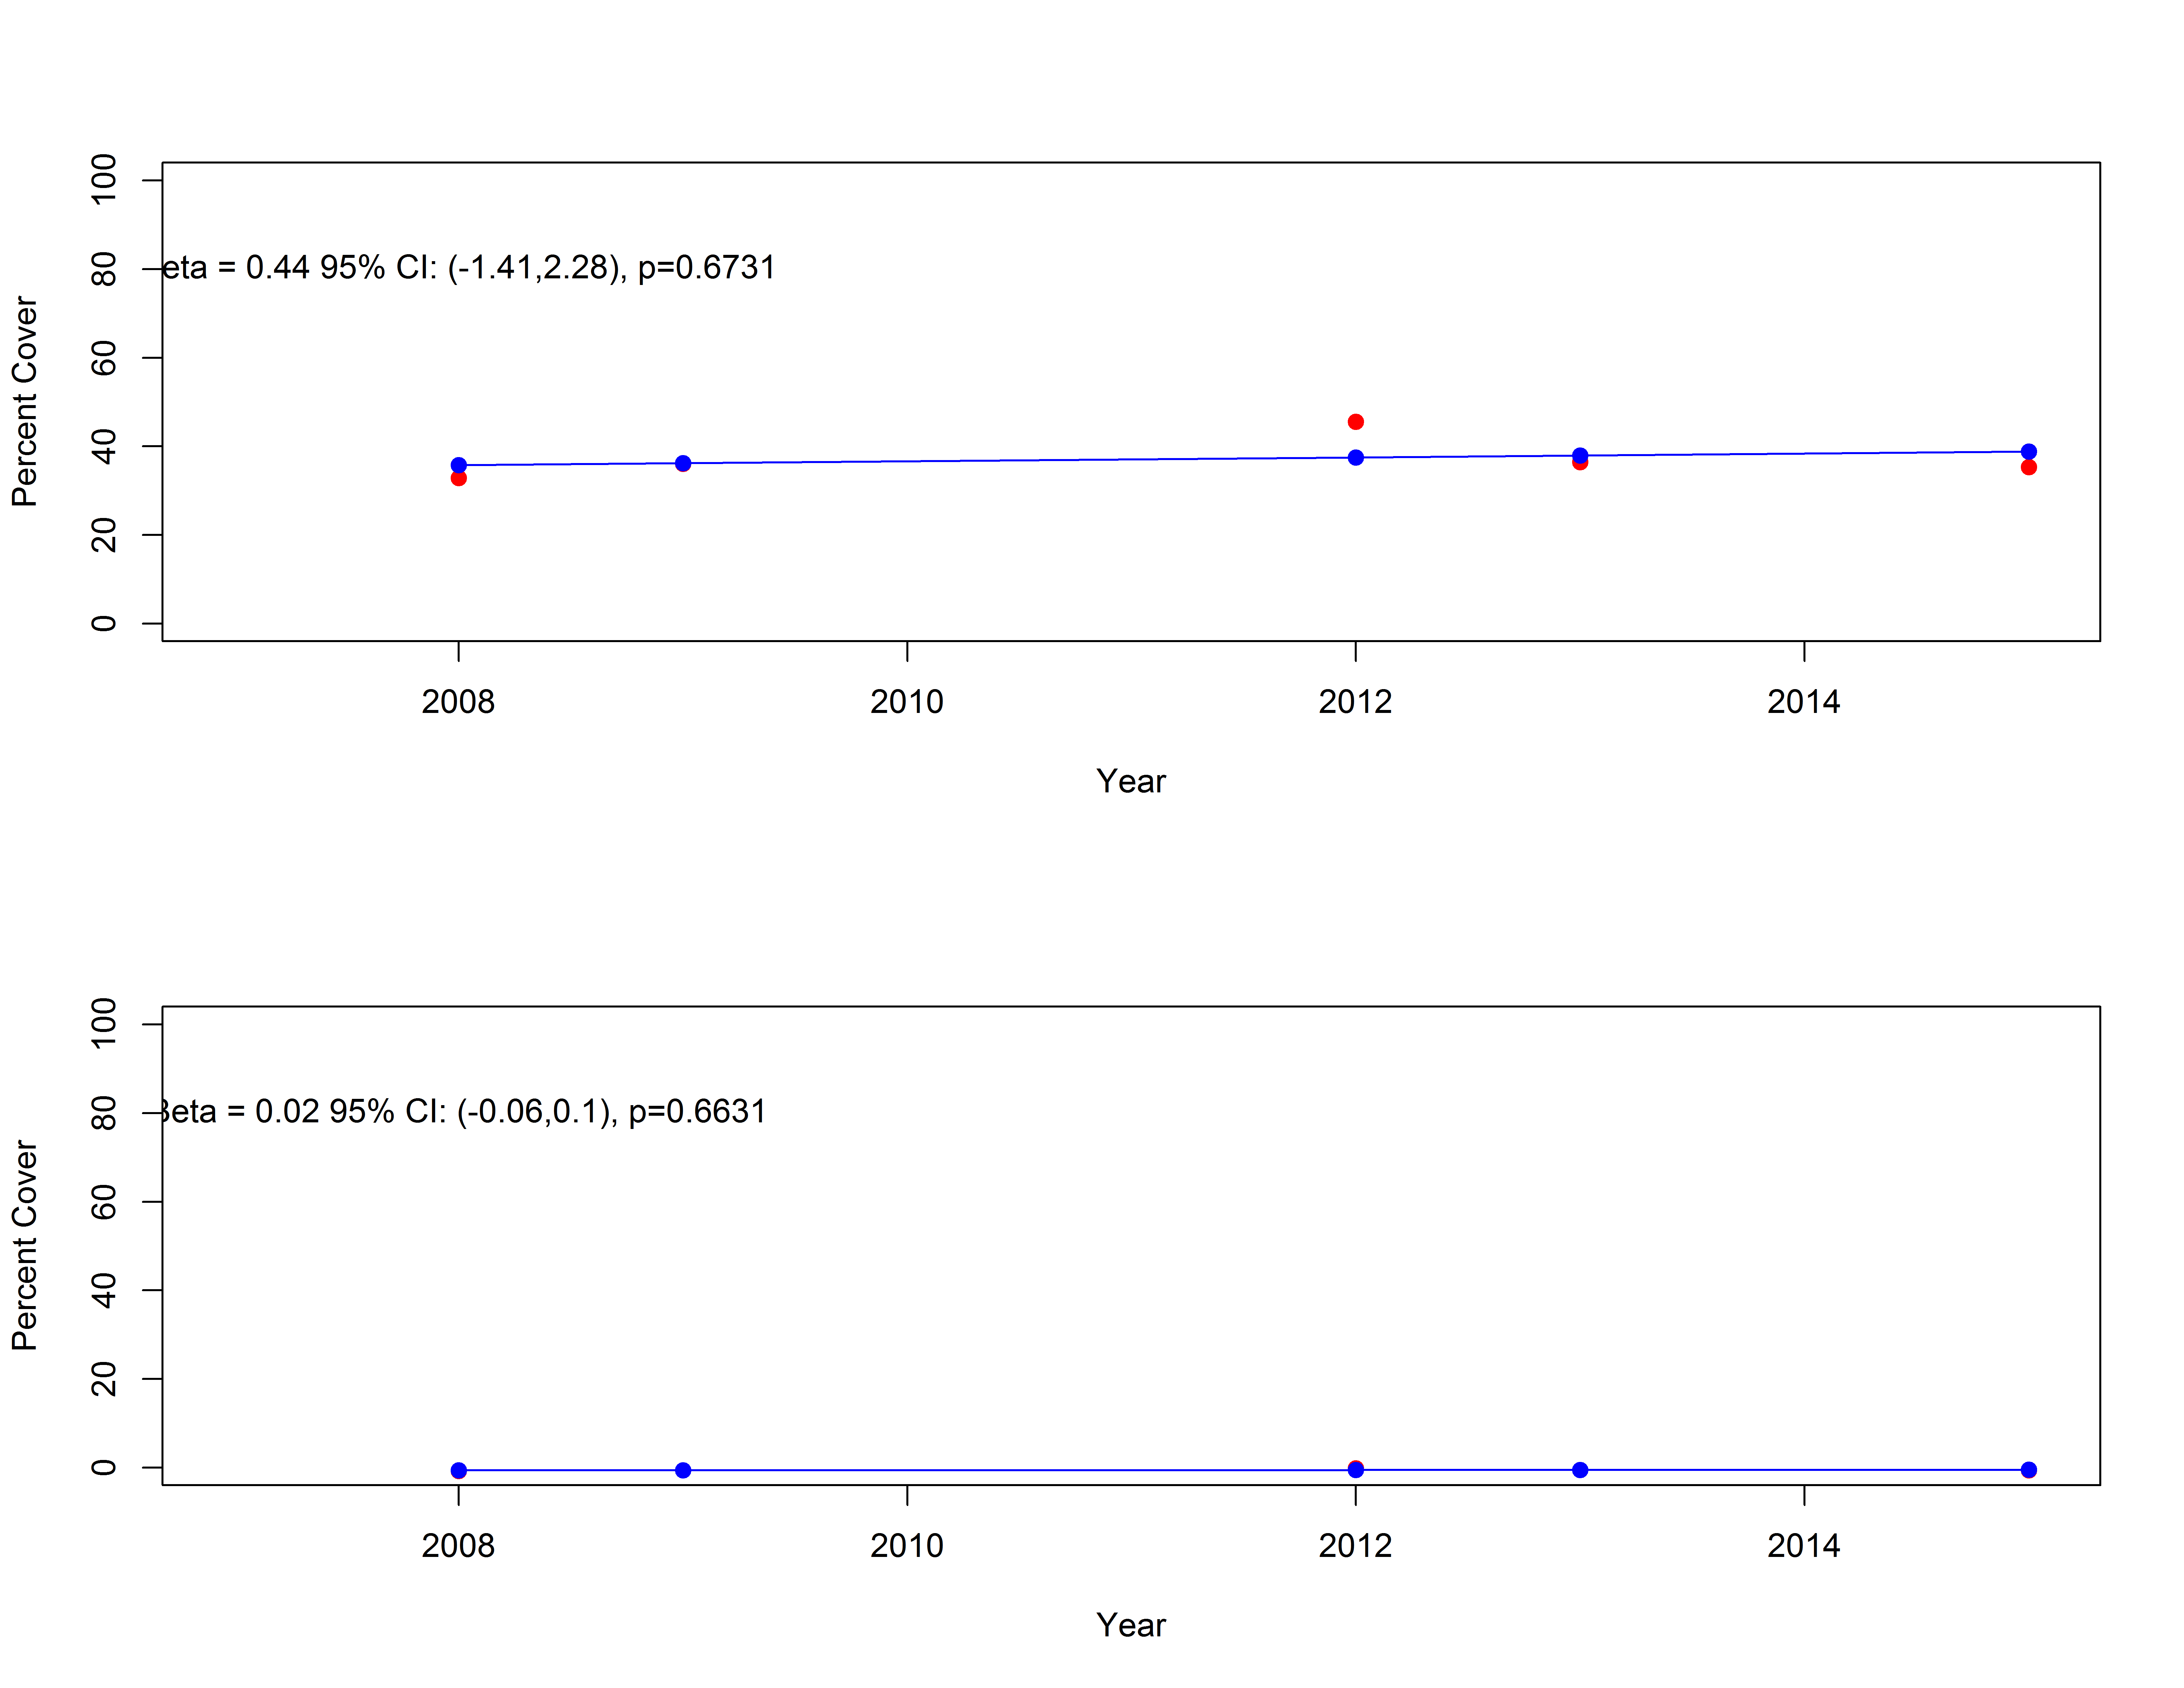 100
80
60
40
20
0
Percent Cover
eta = 0.44 95% CI: (-1.41,2.28), p=0.6731
2008 2010 2012 2014
Year
100
80
60
40
20
0
Percent Cover
Beta = 0.02 95% CI: (-0.06,0.1), p=0.6631
2008 2010 2012 2014
Year